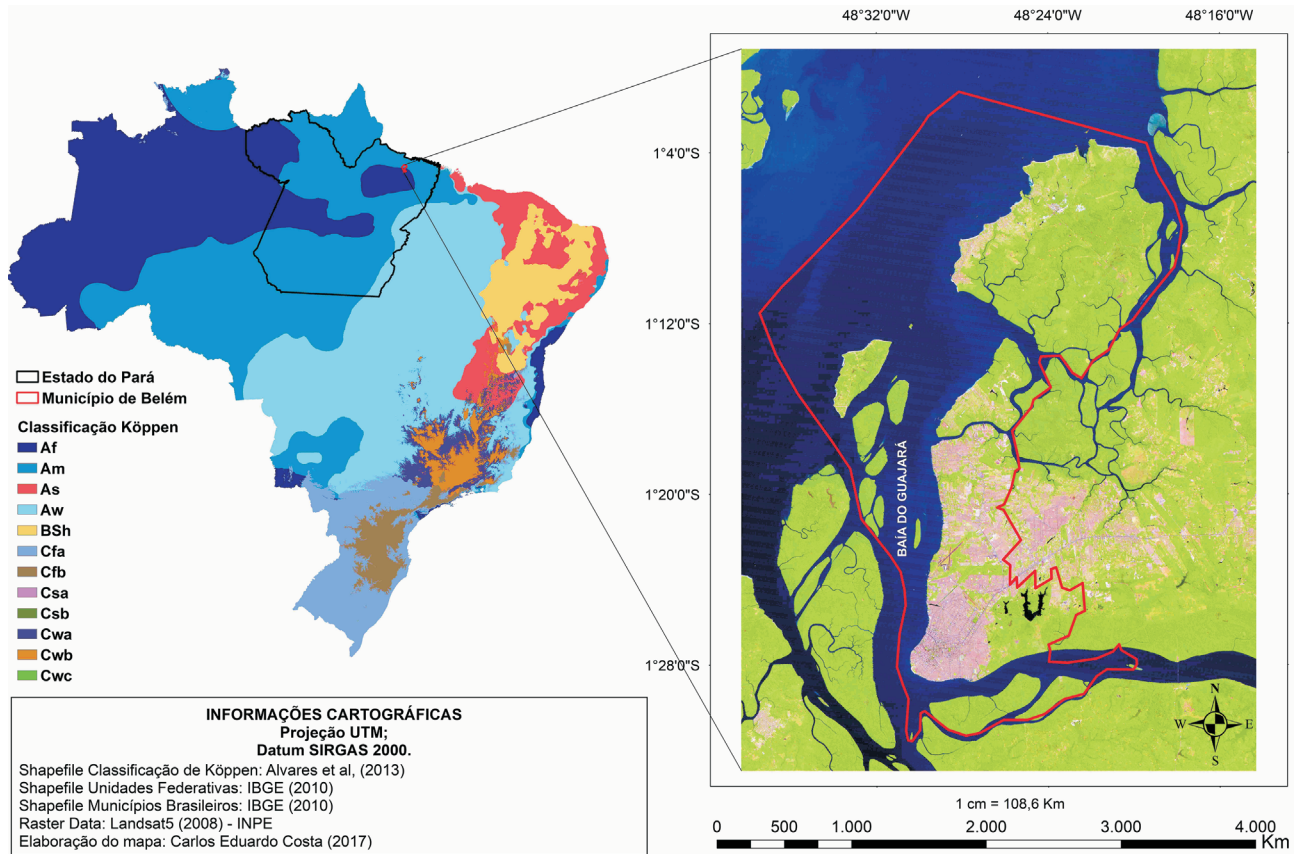 48°32'0"W
48°24'0"W
48°16'0"W
1°4'0"S
1°12'0"S
1°20'0"S
1°28'0"S
BAÍA DO GUAJARÁ
N
W
E
S
Estado do Pará
Município de Belém
Classificação Köppen
Af
Am
As
Aw
BSh
Cfa
Cfb
Csa
Csb
Cwa
Cwb
Cwc
INFORMAÇÕES CARTOGRÁFICAS
Projeção UTM;
Datum SIRGAS 2000.
Shapefile Classificação de Köppen: Alvares et al, (2013)
Shapefile Unidades Federativas: IBGE (2010)
Shapefile Municípios Brasileiros: IBGE (2010)
Raster Data: Landsat5 (2008) - INPE
Elaboração do mapa: Carlos Eduardo Costa (2017)
1 cm = 108,6 Km
0 500 1.000 2.000 3.000 4.000
Km